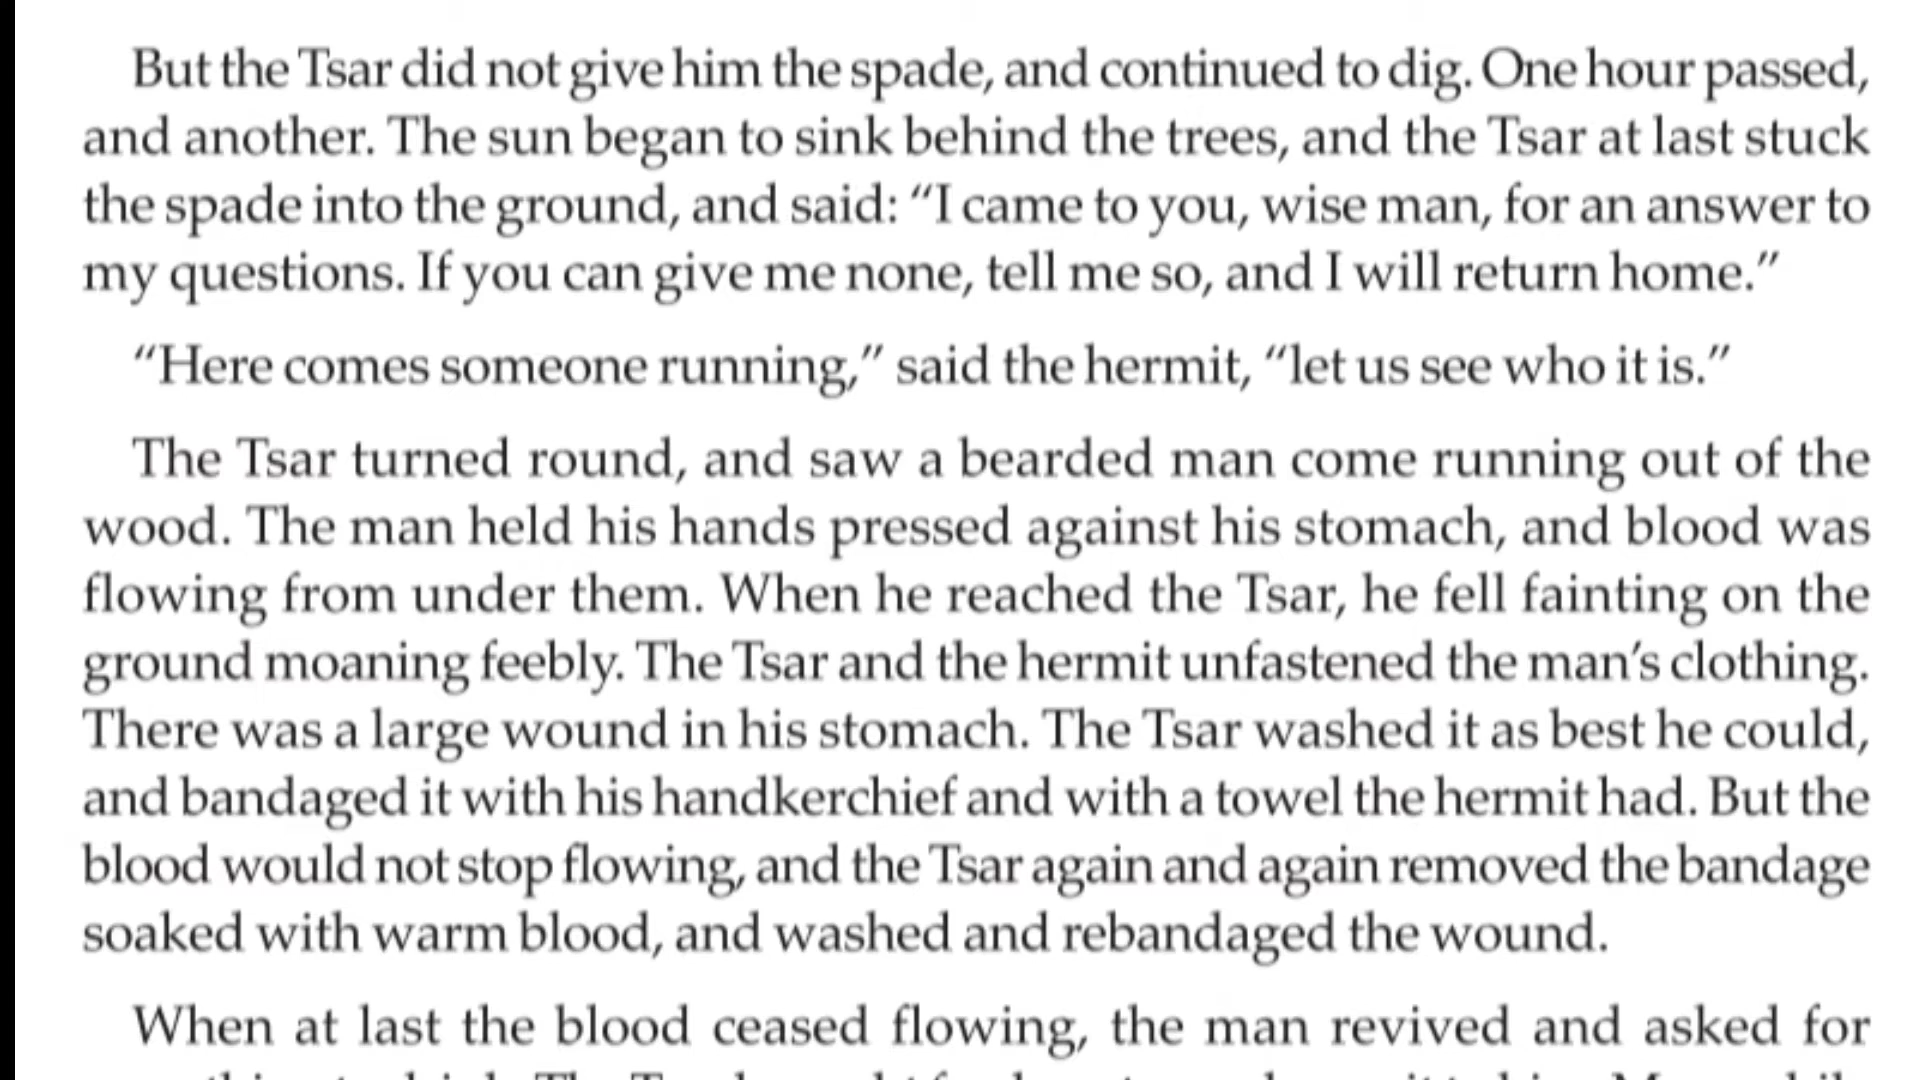 But the Tsar did not give him the spade, and continued to dig. One hour passed,
and another. The sun began to sink behind the trees, and the Tsar at last stuck
the spade into the ground, and said: “I came to you, wise man, for an answer to
my questions. If you can give me none, tell me so, and I will return home.”
“Here comes someone running,” said the hermit, “let us see who it is.”
The Tsar turned round, and saw a bearded man come running out of the
wood. The man held his hands pressed against his stomach, and blood was
flowing from under them. When he reached the Tsar, he fell fainting on the
ground moaning feebly. The Tsar and the hermit unfastened the man’s clothing.
There was a large wound in his stomach. The Tsar washed it as best he could,
and bandaged it with his handkerchief and with a towel the hermit had. But the
blood would not stop flowing, and the Tsar again and again removed the bandage
soaked with warm blood, and washed and rebandaged the wound.
When at last the blood ceased flowing, the man revived and asked for